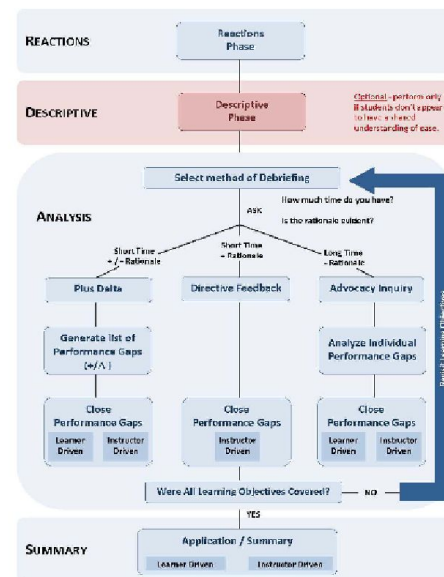 REACTIONS
Reactions
Phase
DESCRIPTIVE
Descriptive
Phase
Optional - perform only
if students don't appear
to have a shared
understanding of case.
Select method of Debriefing
How much time do you have?
ASK
Is the rationale evident?
ANALYSIS
Short Time
+/- Rationale
Short Time
+ Rationale
Long Time
- Rationale
Plus Delta
Directive Feedback
Advocacy Inquiry
Generate list of
Performance Gaps
(+/Δ)
Analyze Individual
Performance Gaps
Close
Performance Gaps
Learner
Driven
Instructor
Driven
Close
Performance Gaps
Instructor
Driven
Close
Performance Gaps
Learner
Driven
Instructor
Driven
Revisit Learning Objectives
Were All Learning Objectives Covered?
NO
YES
SUMMARY
Application / Summary
Learner Driven
Instructor Driven